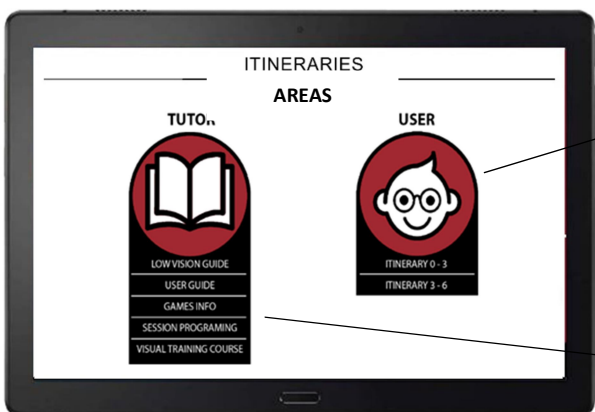 ITINERARIES
AREAS
TUTOR
LOW VISION GUIDE
USER GUIDE
GAMES INFO
SESSION PROGRAMING
VISUAL TRAINING COURSE
USER
ITINERARY 0 - 3
ITINERARY 3 - 6